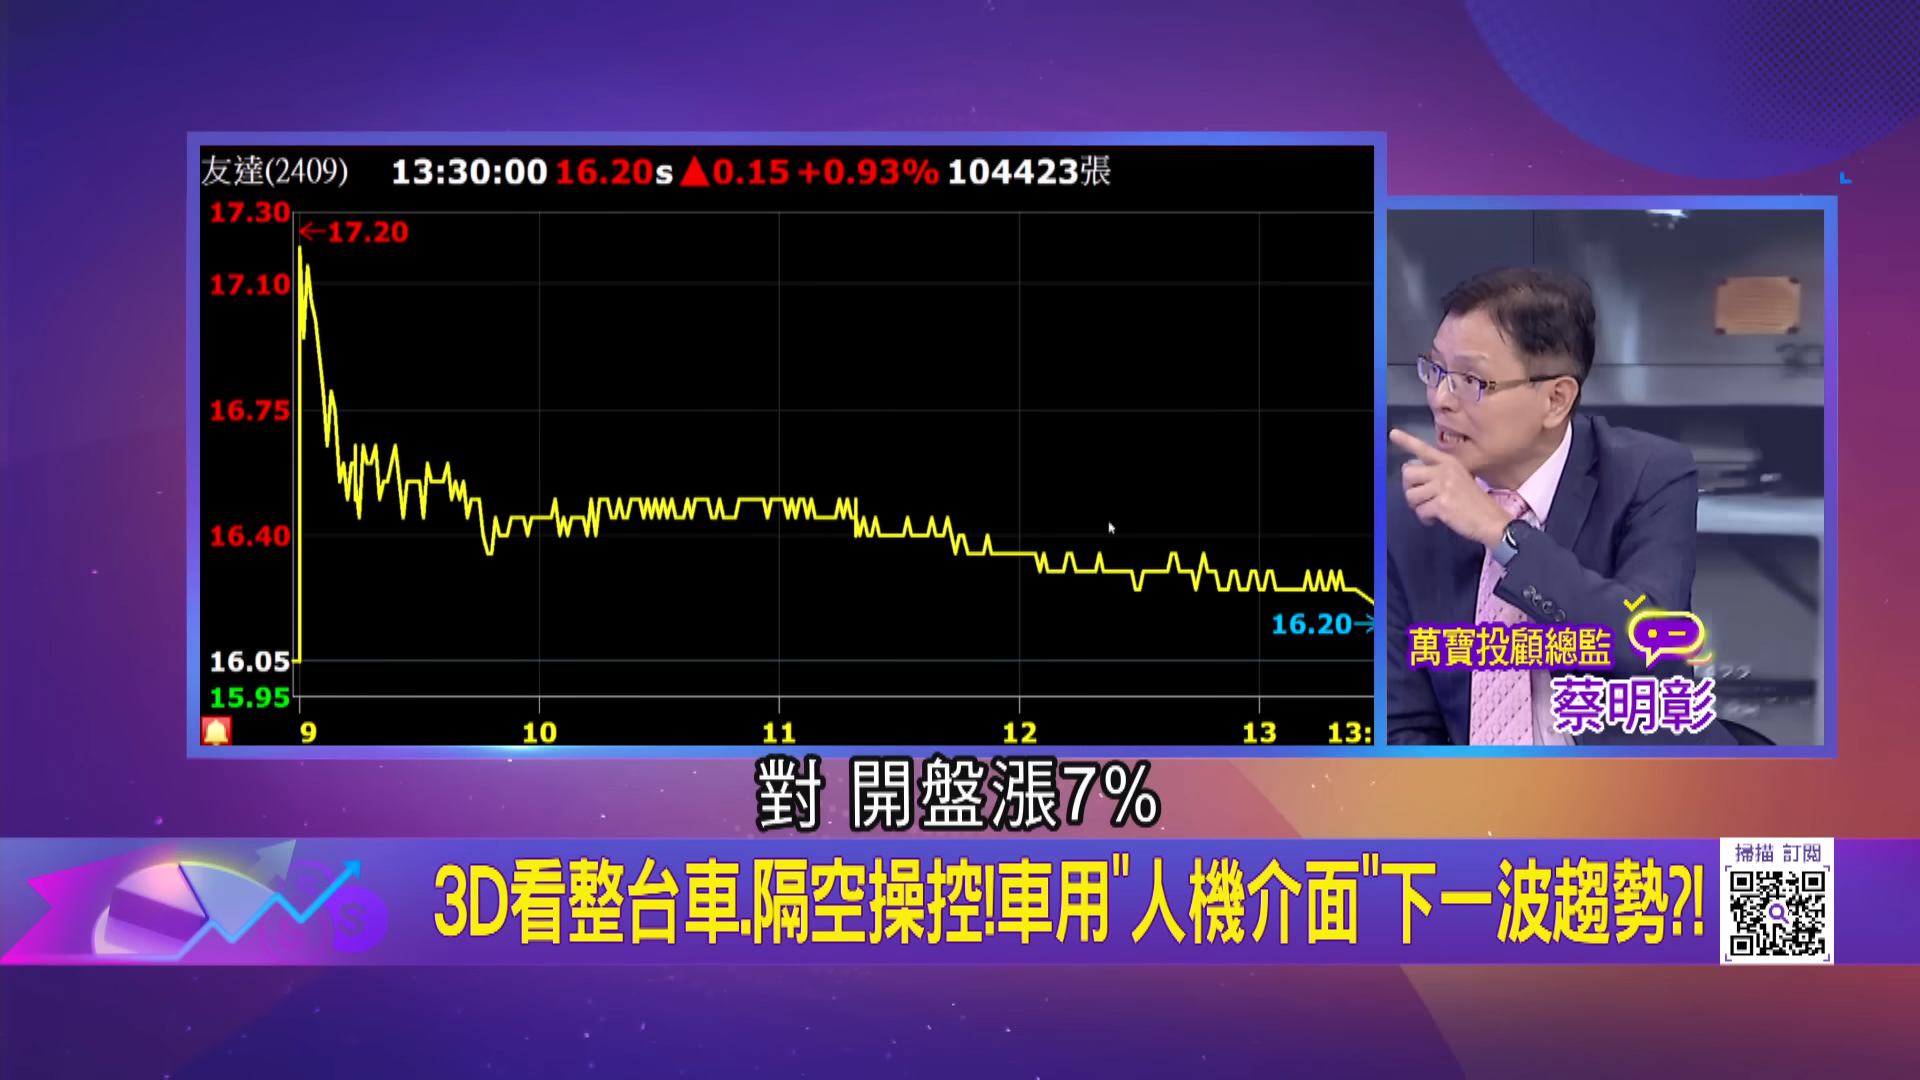 友達(2409) 13:30:00 16.20s ▲0.15 +0.93% 104423張
17.30
←17.20
17.10
16.75
16.40
16.20→
16.05
15.95
9 10 11 12 13 13:
萬寶投顧總監
蔡明彰
對 開盤漲7%
掃描 訂閱
3D看整台車.隔空操控!車用"人機介面"下一波趨勢?!